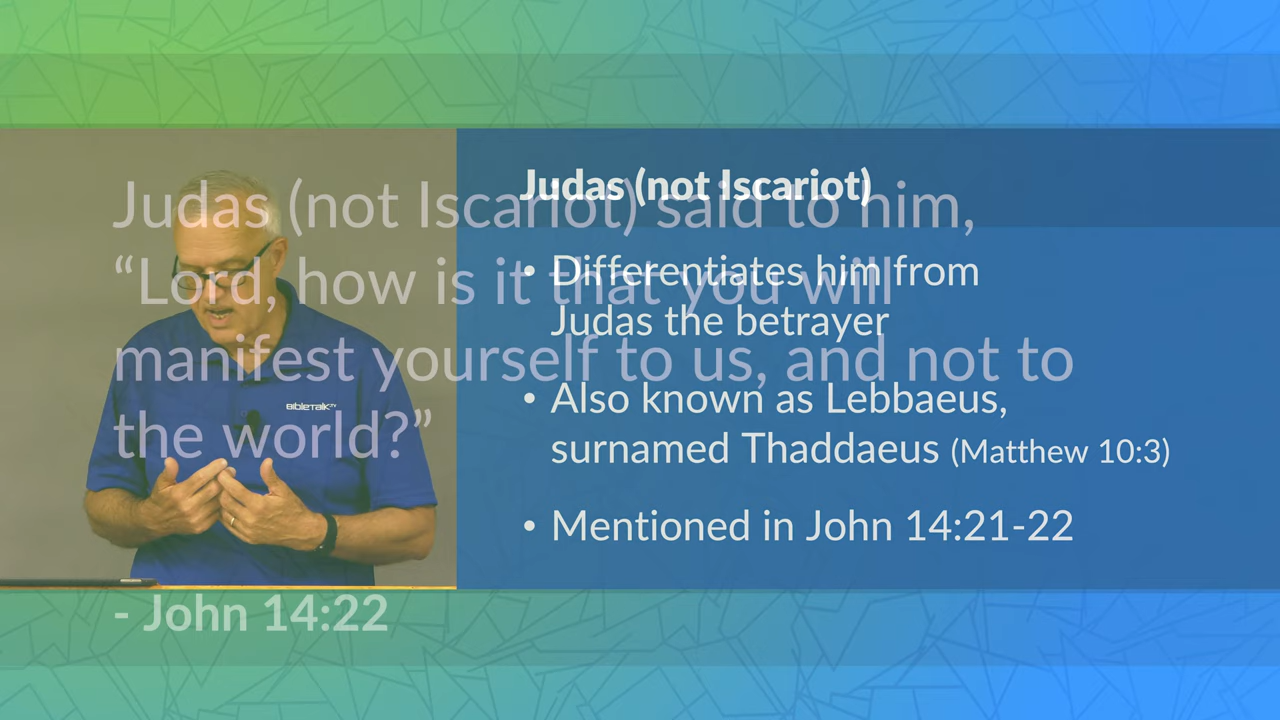 Judas (not Iscariot) said to him,
“Lord, how is it that you will
manifest yourself to us, and not to
the world?”
- John 14:22
Judas (not Iscariot)
• Differentiates him from
Judas the betrayer
• Also known as Lebbaeus,
surnamed Thaddaeus (Matthew 10:3)
• Mentioned in John 14:21-22
BibleTalk.TV